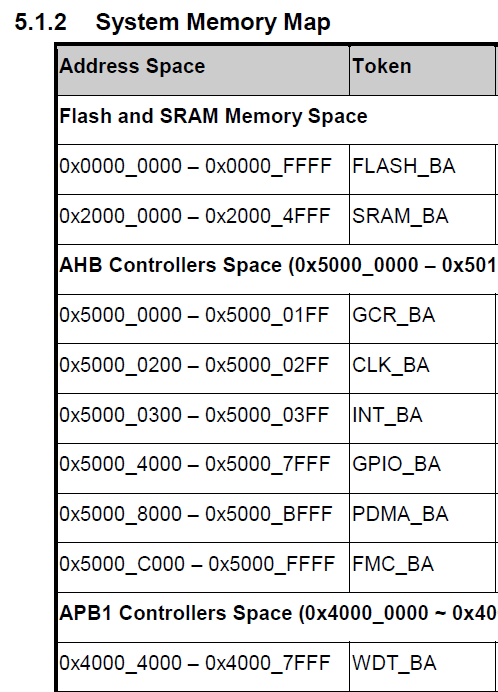 5.1.2 System Memory Map
Address Space Token
Flash and SRAM Memory Space
0x0000_0000 – 0x0000_FFFF FLASH_BA
0x2000_0000 – 0x2000_4FFF SRAM_BA
AHB Controllers Space (0x5000_0000 – 0x501
0x5000_0000 – 0x5000_01FF GCR_BA
0x5000_0200 – 0x5000_02FF CLK_BA
0x5000_0300 – 0x5000_03FF INT_BA
0x5000_4000 – 0x5000_7FFF GPIO_BA
0x5000_8000 – 0x5000_BFFF PDMA_BA
0x5000_C000 – 0x5000_FFFF FMC_BA
APB1 Controllers Space (0x4000_0000 ~ 0x40
0x4000_4000 – 0x4000_7FFF WDT_BA